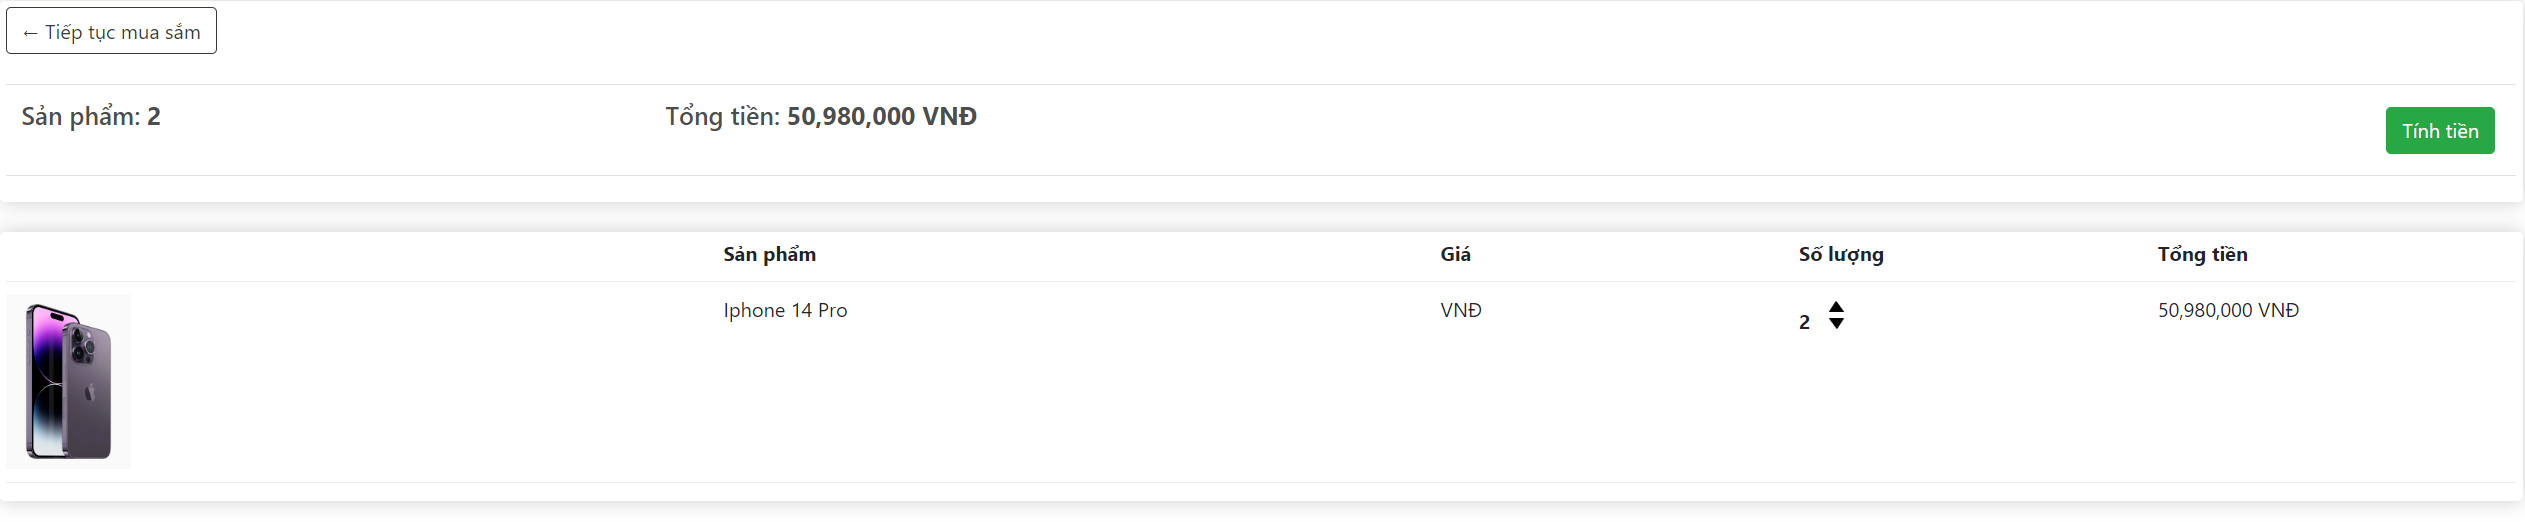 ← Tiếp tục mua sắm
Sản phẩm: 2 Tổng tiền: 50,980,000 VNĐ Tính tiền
Sản phẩm Giá Số lượng Tổng tiền
Iphone 14 Pro VNĐ 2 50,980,000 VNĐ